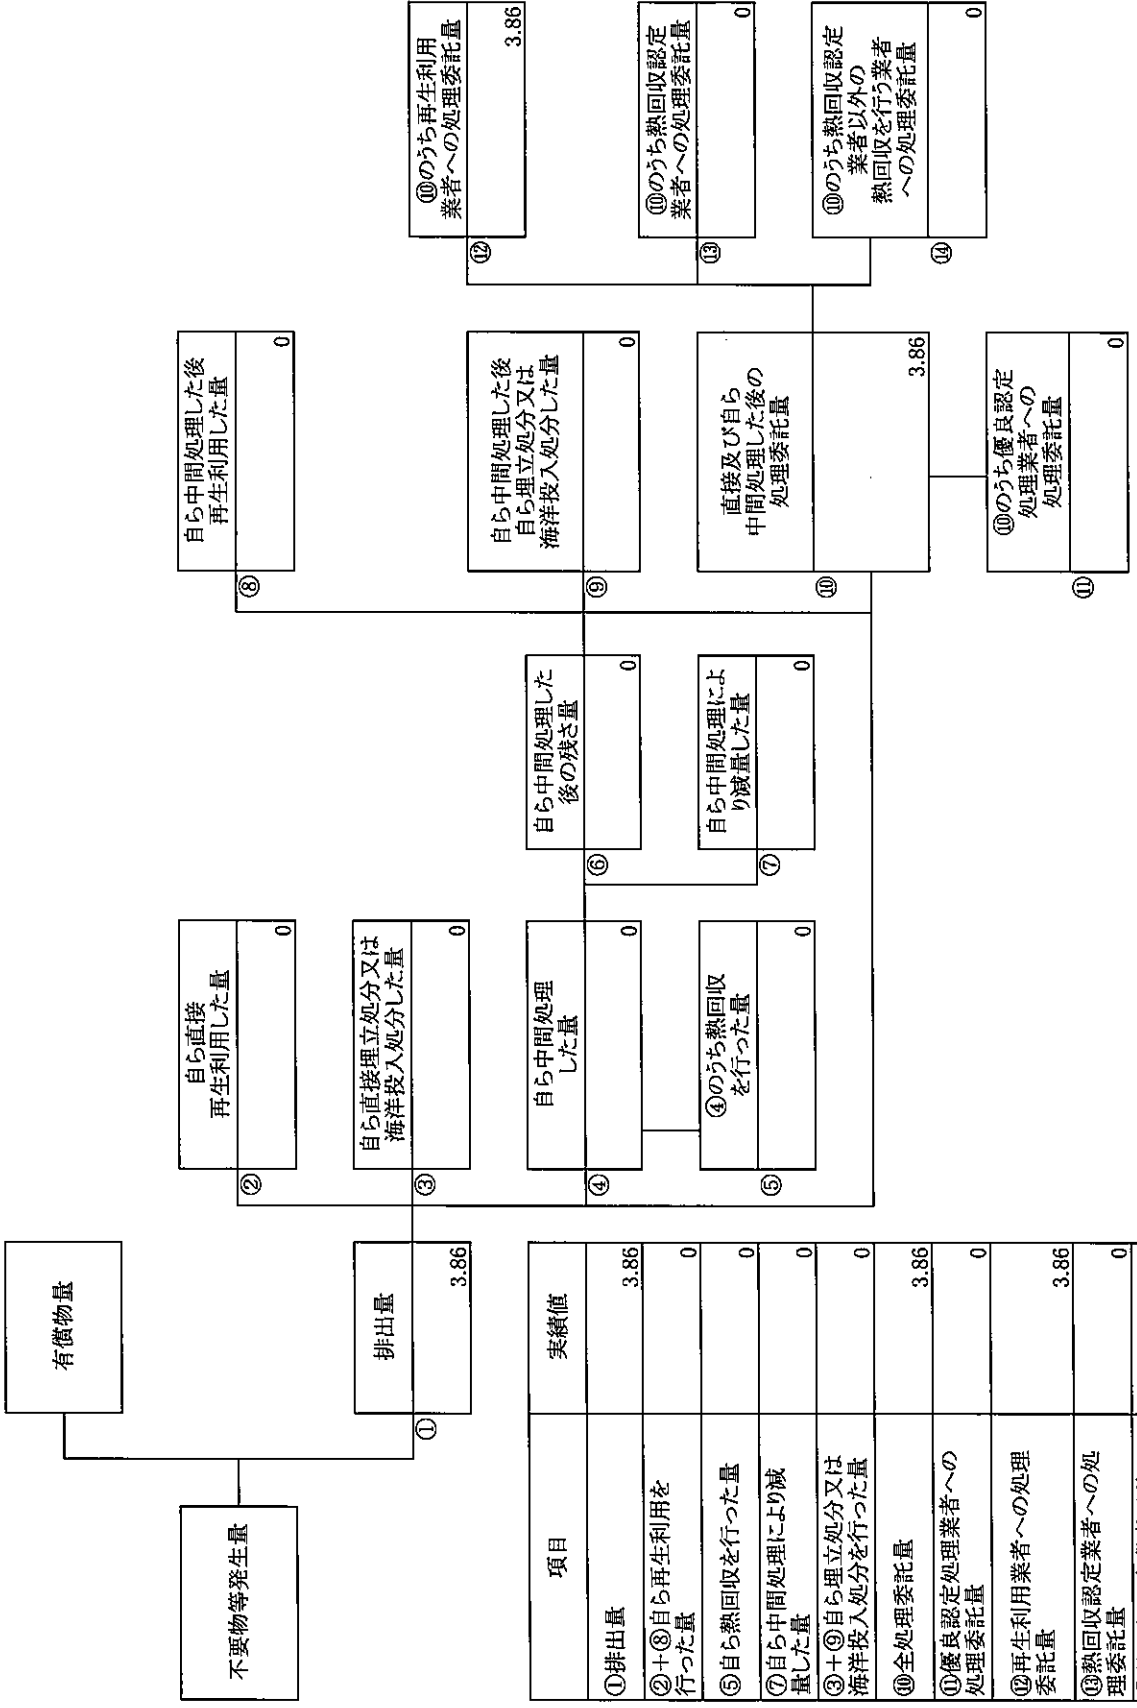 有償物量
不要物等発生量
排出量
①
3.86
自ら直接
再生利用した量
②
0
自ら直接埋立処分又は
海洋投入処分した量
③
0
自ら中間処理
した量
④
0
④のうち熱回収
を行った量
⑤
0
自ら中間処理した
後の残さ量
⑥
0
自ら中間処理によ
り減量した量
⑦
0
自ら中間処理した後
再生利用した量
⑧
0
自ら中間処理した後
自ら埋立処分又は
海洋投入処分した量
⑨
0
直接及び自ら
中間処理した後の
処理委託量
⑩
3.86
⑩のうち優良認定
処理業者への
処理委託量
⑪
0
⑩のうち再生利用
業者への処理委託量
⑫
3.86
⑩のうち熱回収認定
業者への処理委託量
⑬
0
⑩のうち熱回収認定
業者以外の
熱回収を行う業者
への処理委託量
⑭
0
項目 実績値
①排出量 3.86
②+⑧自ら再生利用を
行った量 0
⑤自ら熱回収を行った量 0
⑦自ら中間処理により減
量した量 0
③+⑨自ら埋立処分又は
海洋投入処分を行った量 0
⑩全処理委託量 3.86
⑪優良認定処理業者への
処理委託量 0
⑫再生利用業者への処理
委託量 3.86
⑬熱回収認定業者への処
理委託量 0